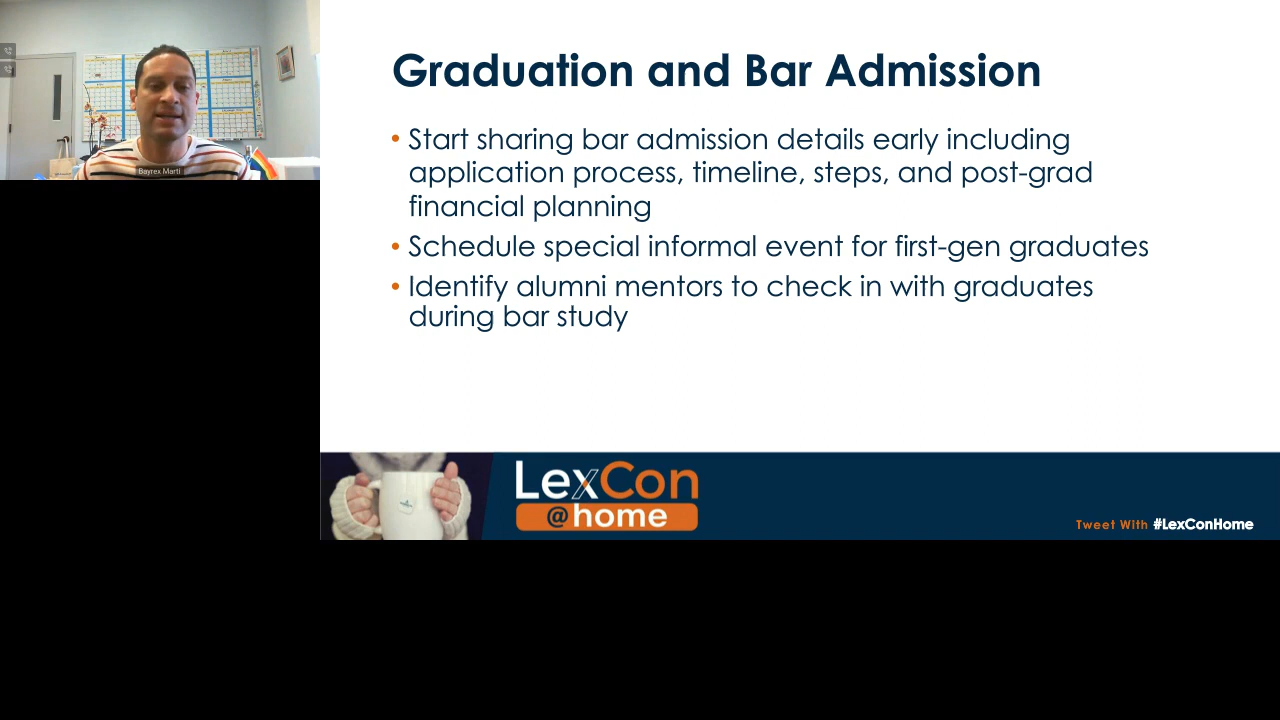 Bayrex Martí
Graduation and Bar Admission
• Start sharing bar admission details early including
application process, timeline, steps, and post-grad
financial planning
• Schedule special informal event for first-gen graduates
• Identify alumni mentors to check in with graduates
during bar study
LexCon
@home
Tweet With #LexConHome